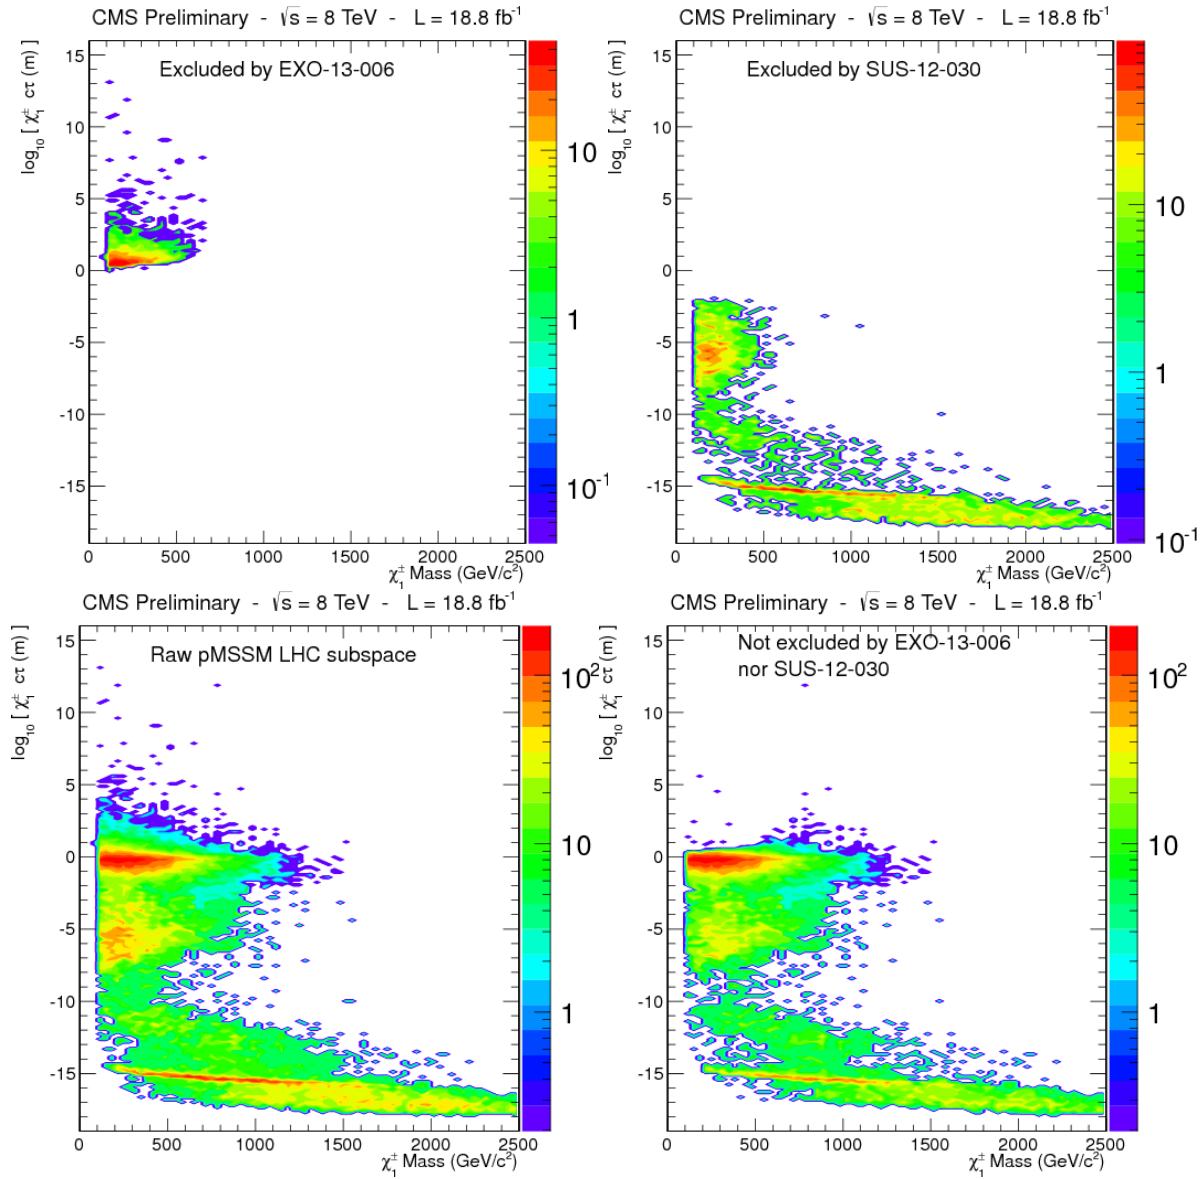 CMS Preliminary - √s = 8 TeV - L = 18.8 fb⁻¹
Excluded by EXO-13-006
log₁₀ [ χ₁± cτ (m) ]
15
10
5
0
-5
-10
-15
0 500 1000 1500 2000 2500
χ₁± Mass (GeV/c²)
10
1
10⁻¹
CMS Preliminary - √s = 8 TeV - L = 18.8 fb⁻¹
Excluded by SUS-12-030
log₁₀ [ χ₁± cτ (m) ]
15
10
5
0
-5
-10
-15
0 500 1000 1500 2000 2500
χ₁± Mass (GeV/c²)
10
1
10⁻¹
CMS Preliminary - √s = 8 TeV - L = 18.8 fb⁻¹
Raw pMSSM LHC subspace
log₁₀ [ χ₁± cτ (m) ]
15
10
5
0
-5
-10
-15
0 500 1000 1500 2000 2500
χ₁± Mass (GeV/c²)
10²
10
1
CMS Preliminary - √s = 8 TeV - L = 18.8 fb⁻¹
Not excluded by EXO-13-006
nor SUS-12-030
log₁₀ [ χ₁± cτ (m) ]
15
10
5
0
-5
-10
-15
0 500 1000 1500 2000 2500
χ₁± Mass (GeV/c²)
10²
10
1